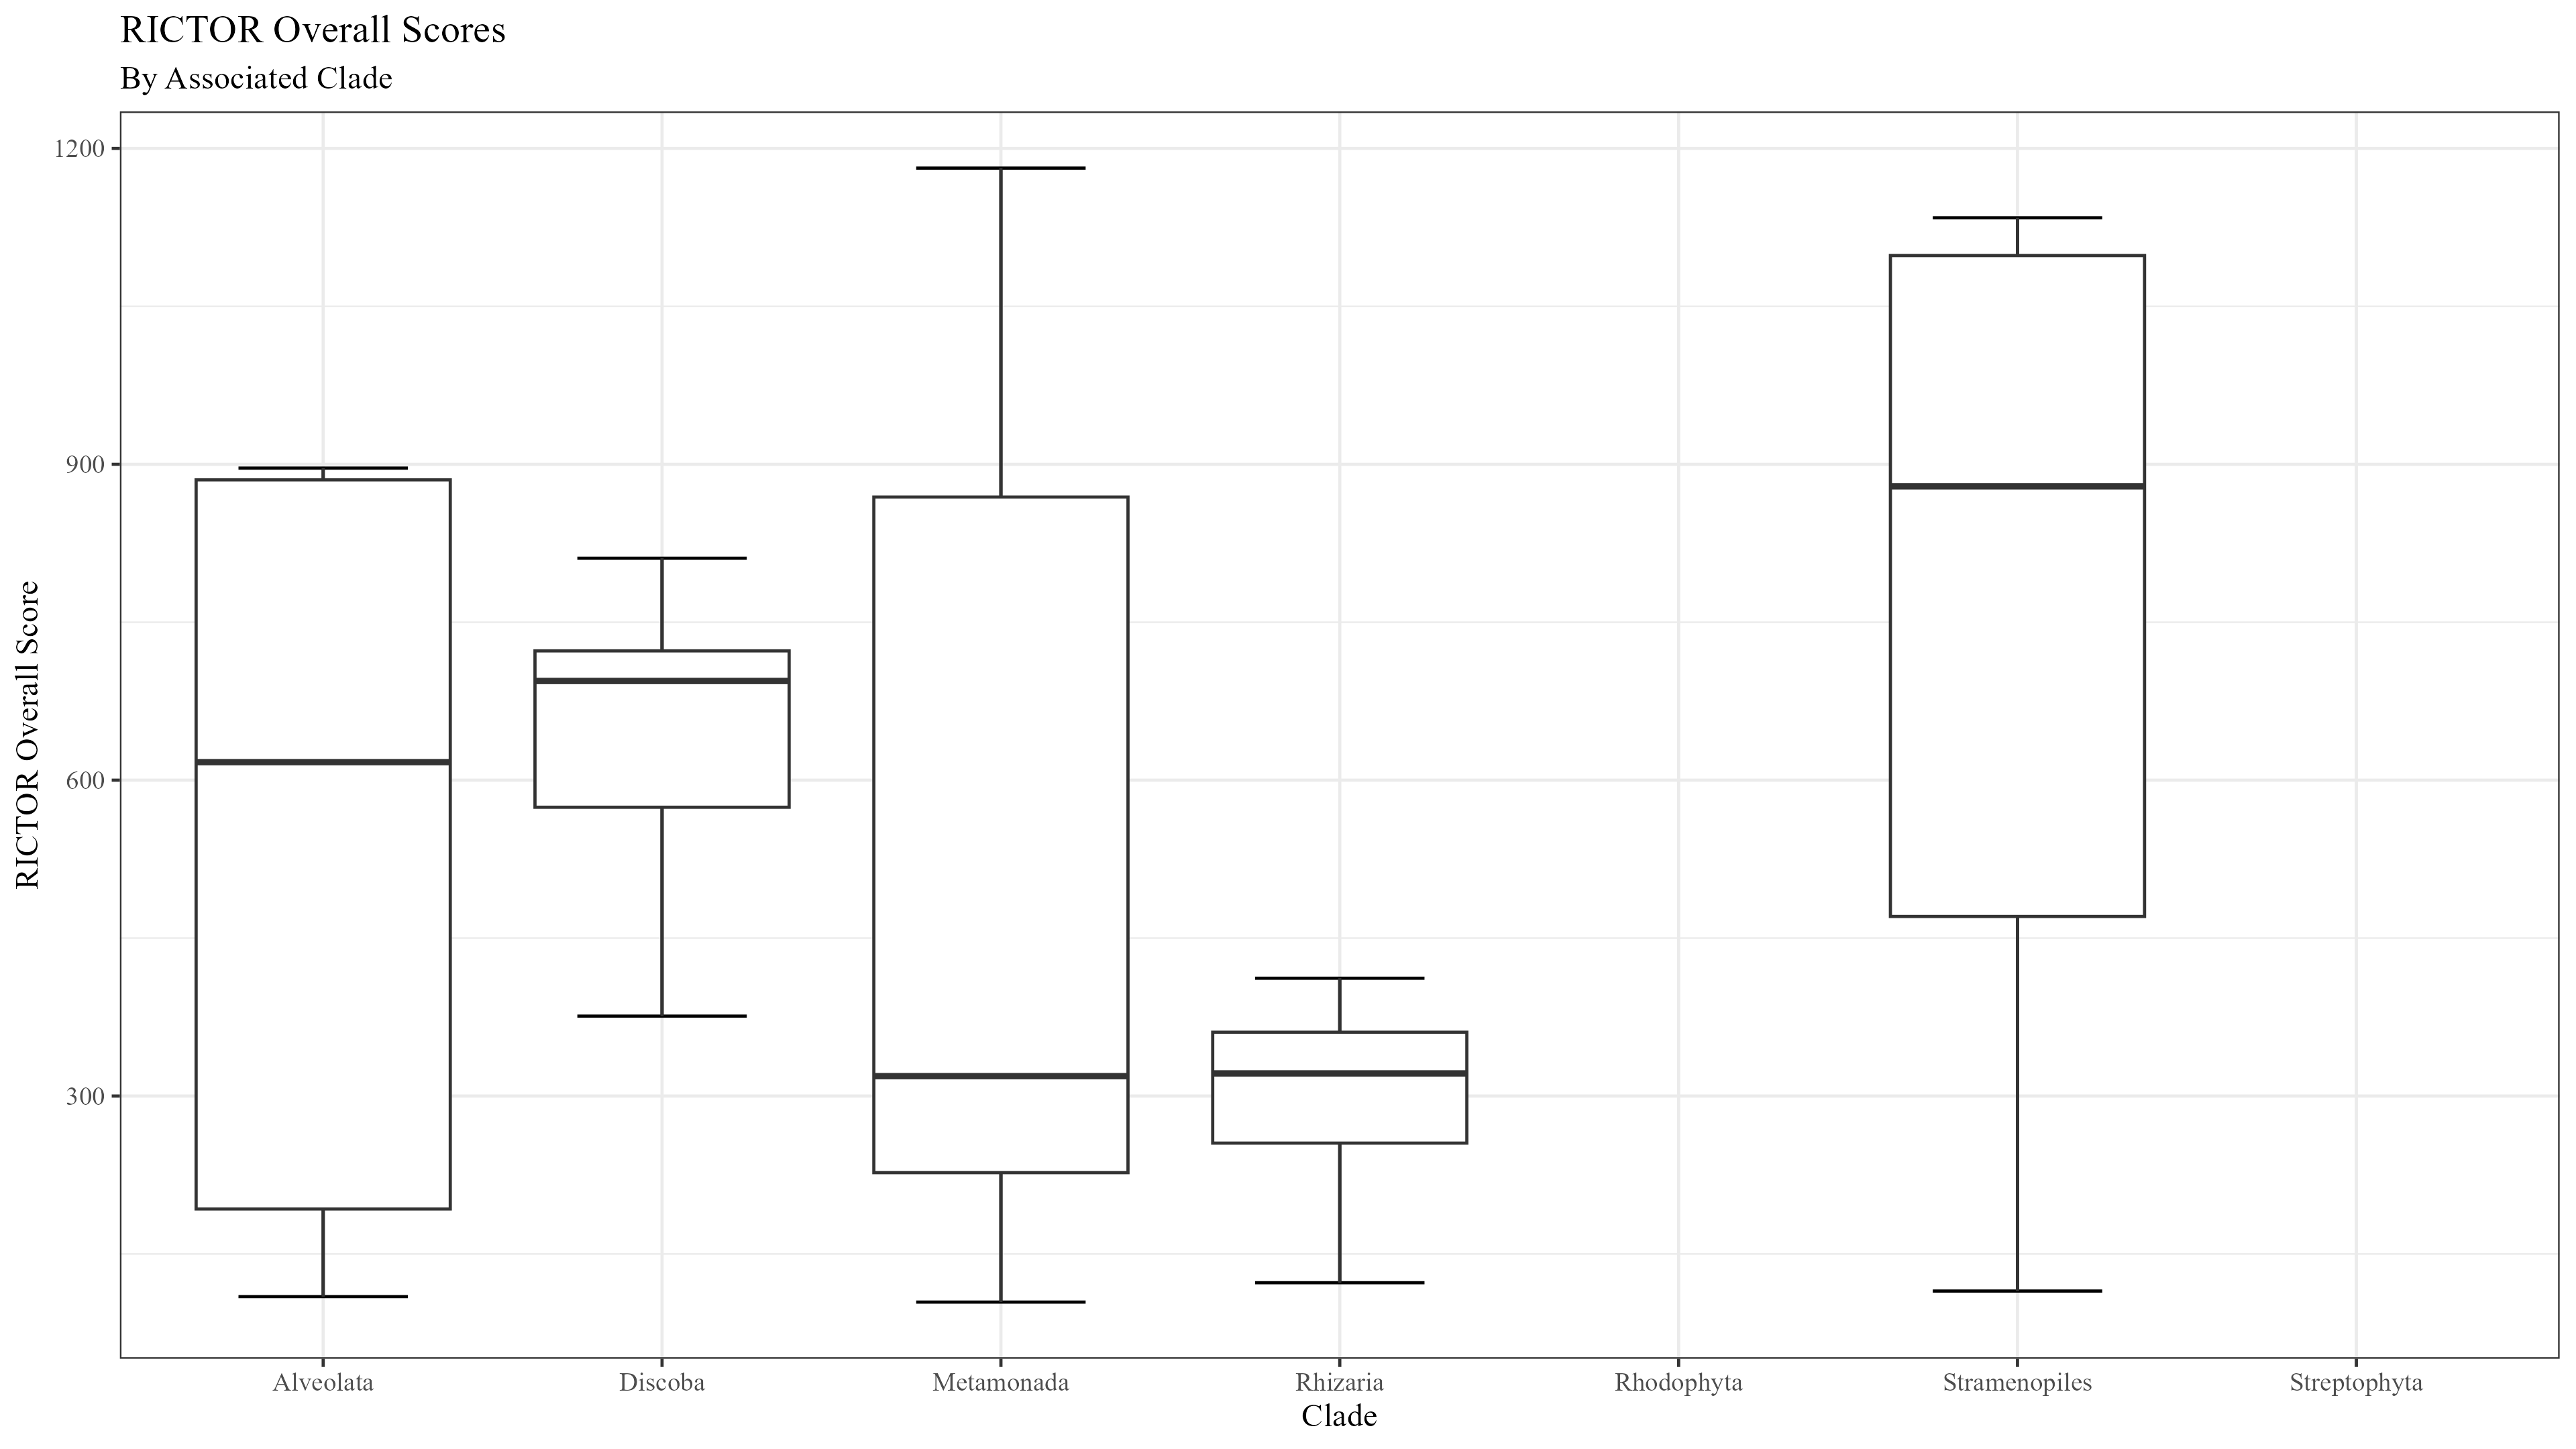 RICTOR Overall Scores
By Associated Clade
RICTOR Overall Score
1200
900
600
300
Alveolata
Discoba
Metamonada
Rhizaria
Rhodophyta
Stramenopiles
Streptophyta
Clade